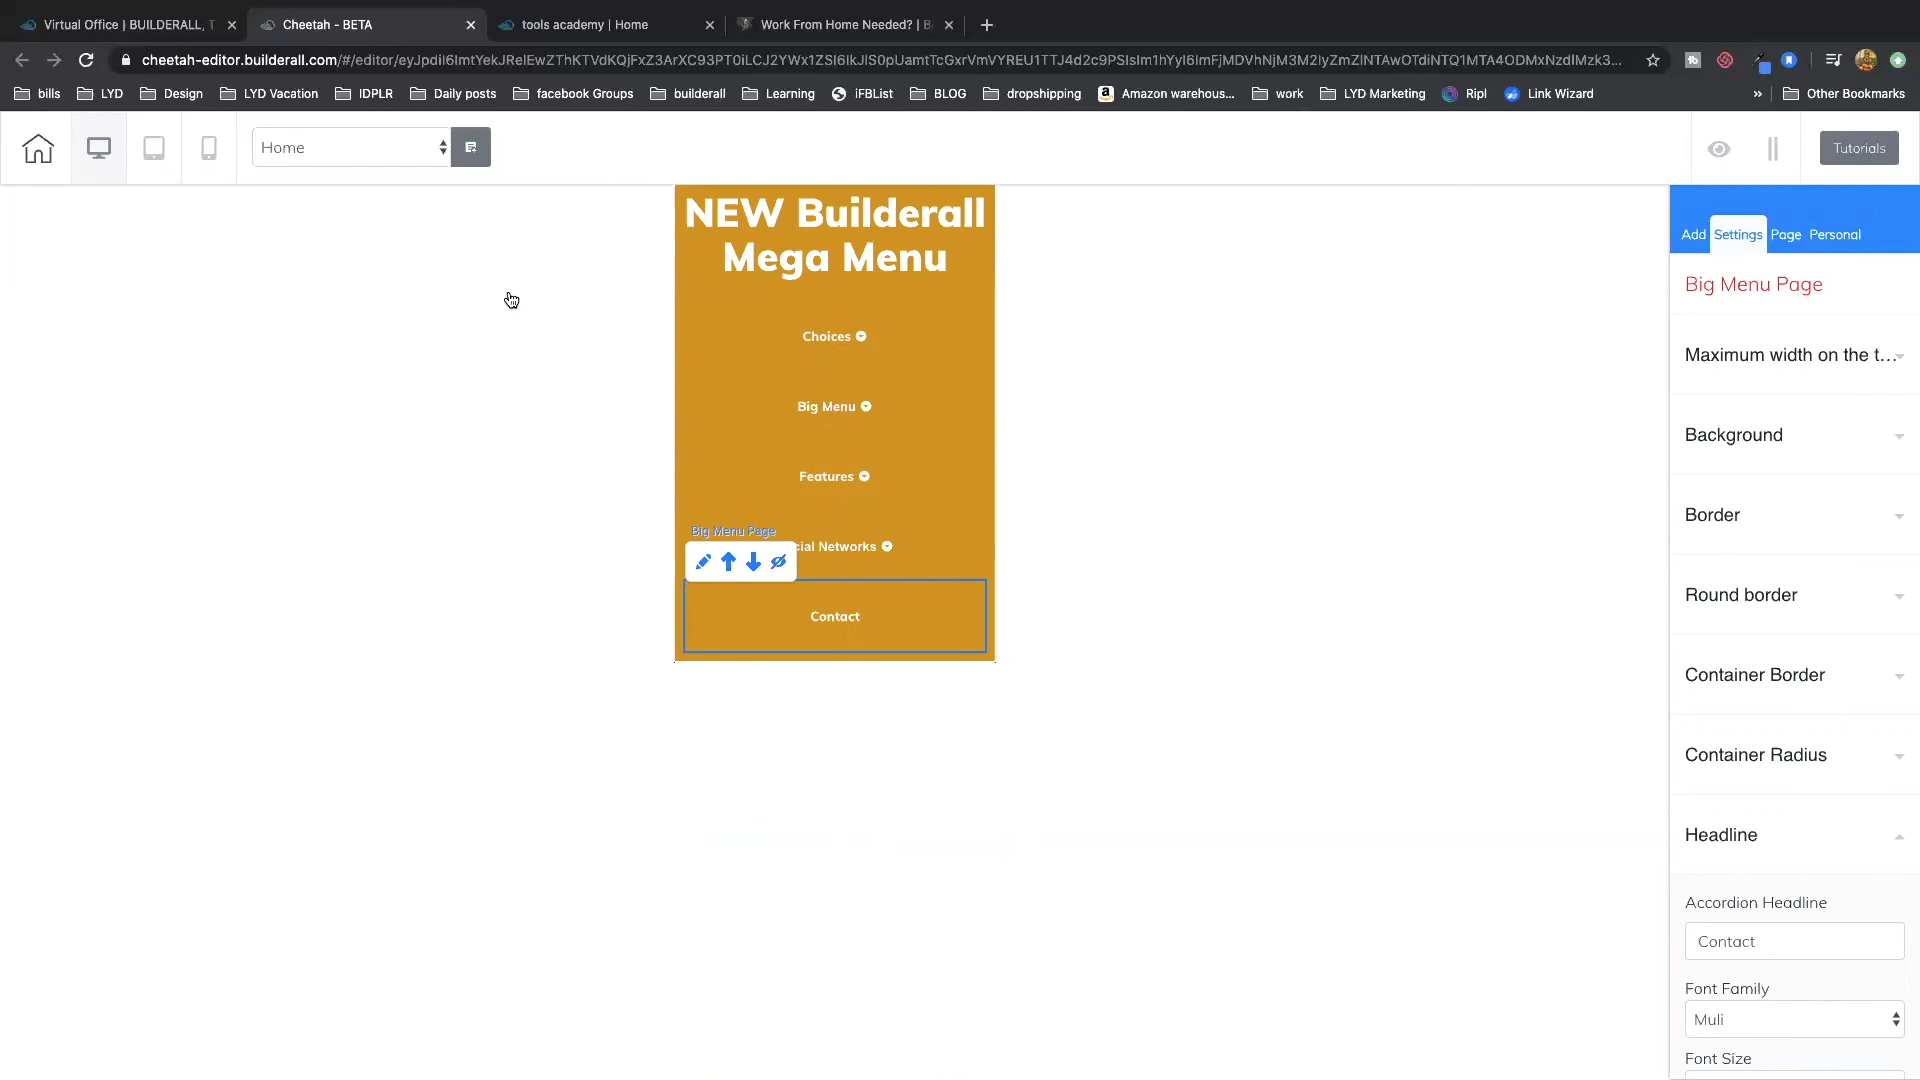 Virtual Office | BUILDERALL, T
Cheetah - BETA
tools academy | Home
Work From Home Needed? | B
cheetah-editor.builderall.com
bills
LYD
Design
LYD Vacation
IDPLR
Daily posts
facebook Groups
builderall
Learning
iFBList
BLOG
dropshipping
Amazon warehous...
work
LYD Marketing
Ripl
Link Wizard
»
Other Bookmarks
Home
Tutorials
NEW Builderall
Mega Menu
Choices
Big Menu
Features
Big Menu Page
cial Networks
Contact
Add
Settings
Page
Personal
Big Menu Page
Maximum width on the t...
Background
Border
Round border
Container Border
Container Radius
Headline
Accordion Headline
Contact
Font Family
Muli
Font Size